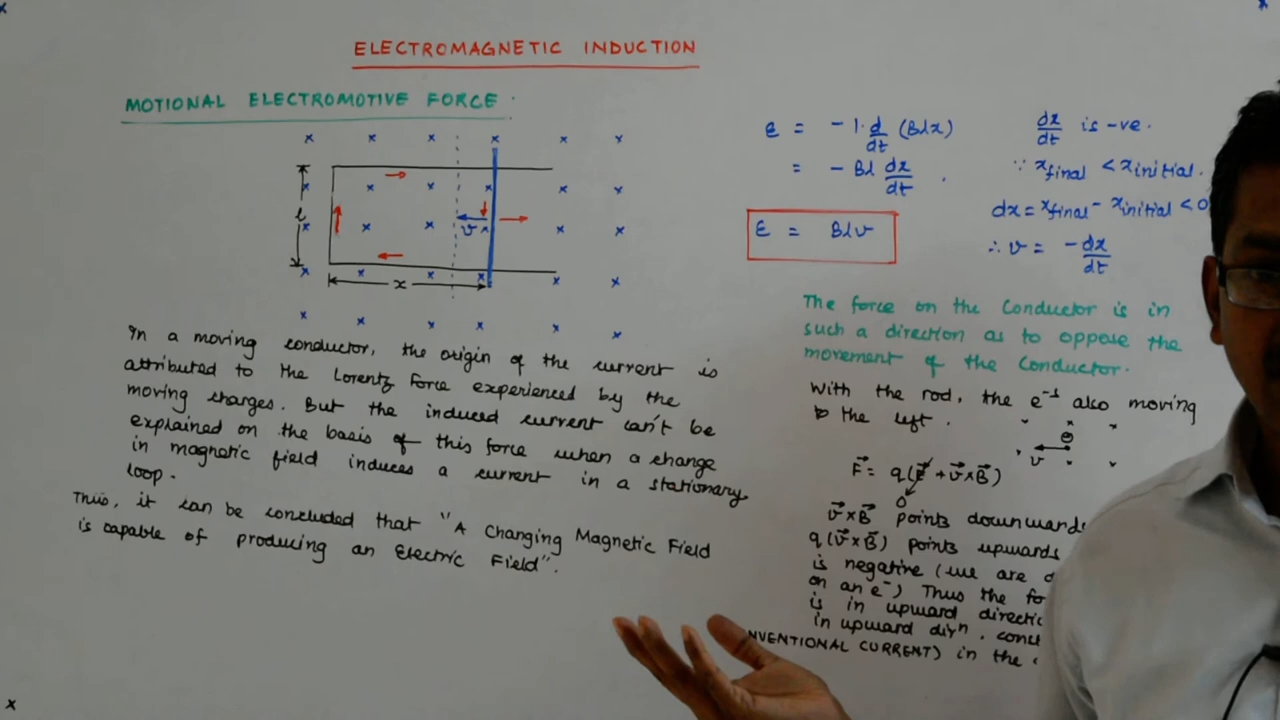 ELECTROMAGNETIC INDUCTION
MOTIONAL ELECTROMOTIVE FORCE.
l
v
x
In a moving conductor, the origin of the current is
attributed to the Lorentz Force experienced by the
moving charges. But the induced current can't be
explained on the basis of this force when a change
in magnetic field induces a current in a stationary
loop.
Thus, it can be concluded that "A Changing Magnetic Field
is capable of producing an Electric Field".
ε = -1·d/dt (Blx)
= -Bl dx/dt .
ε = Blv
dx/dt is -ve.
∵ xfinal < xinitial.
dx = xfinal - xinitial < 0
∴ v = -dx/dt
The force on the Conductor is in
such a direction as to oppose the
movement of the Conductor.
With the rod, the e⁻ˢ also moving
to the left.
v
F⃗ = q(E⃗ + v⃗×B⃗)
0
v⃗×B⃗ points downwards
q(v⃗×B⃗) points upwards
is negative (we are
on an e⁻) Thus the
is in upward
in upward dirⁿ.
CURRENT) in the